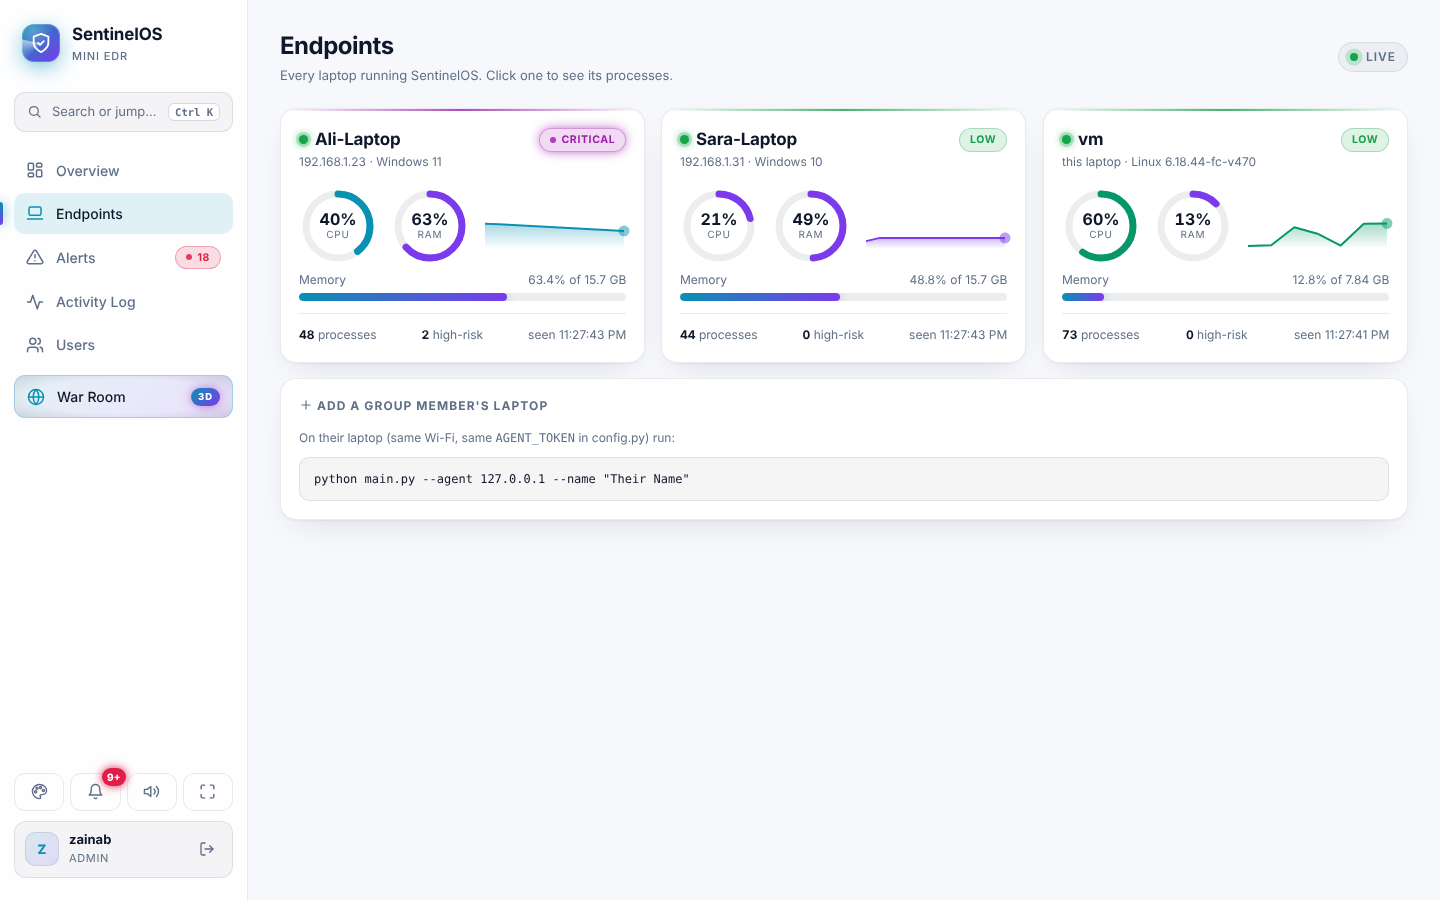 SentinelOS
MINI EDR
Search or jump... Ctrl K
Overview
Endpoints
Alerts 18
Activity Log
Users
War Room 3D
9+
Z
zainab
ADMIN
Endpoints
Every laptop running SentinelOS. Click one to see its processes.
LIVE
Ali-Laptop CRITICAL
192.168.1.23 · Windows 11
40% CPU
63% RAM
Memory 63.4% of 15.7 GB
48 processes 2 high-risk seen 11:27:43 PM
Sara-Laptop LOW
192.168.1.31 · Windows 10
21% CPU
49% RAM
Memory 48.8% of 15.7 GB
44 processes 0 high-risk seen 11:27:43 PM
vm LOW
this laptop · Linux 6.18.44-fc-v470
60% CPU
13% RAM
Memory 12.8% of 7.84 GB
73 processes 0 high-risk seen 11:27:41 PM
+ ADD A GROUP MEMBER'S LAPTOP
On their laptop (same Wi-Fi, same AGENT_TOKEN in config.py) run:
python main.py --agent 127.0.0.1 --name "Their Name"